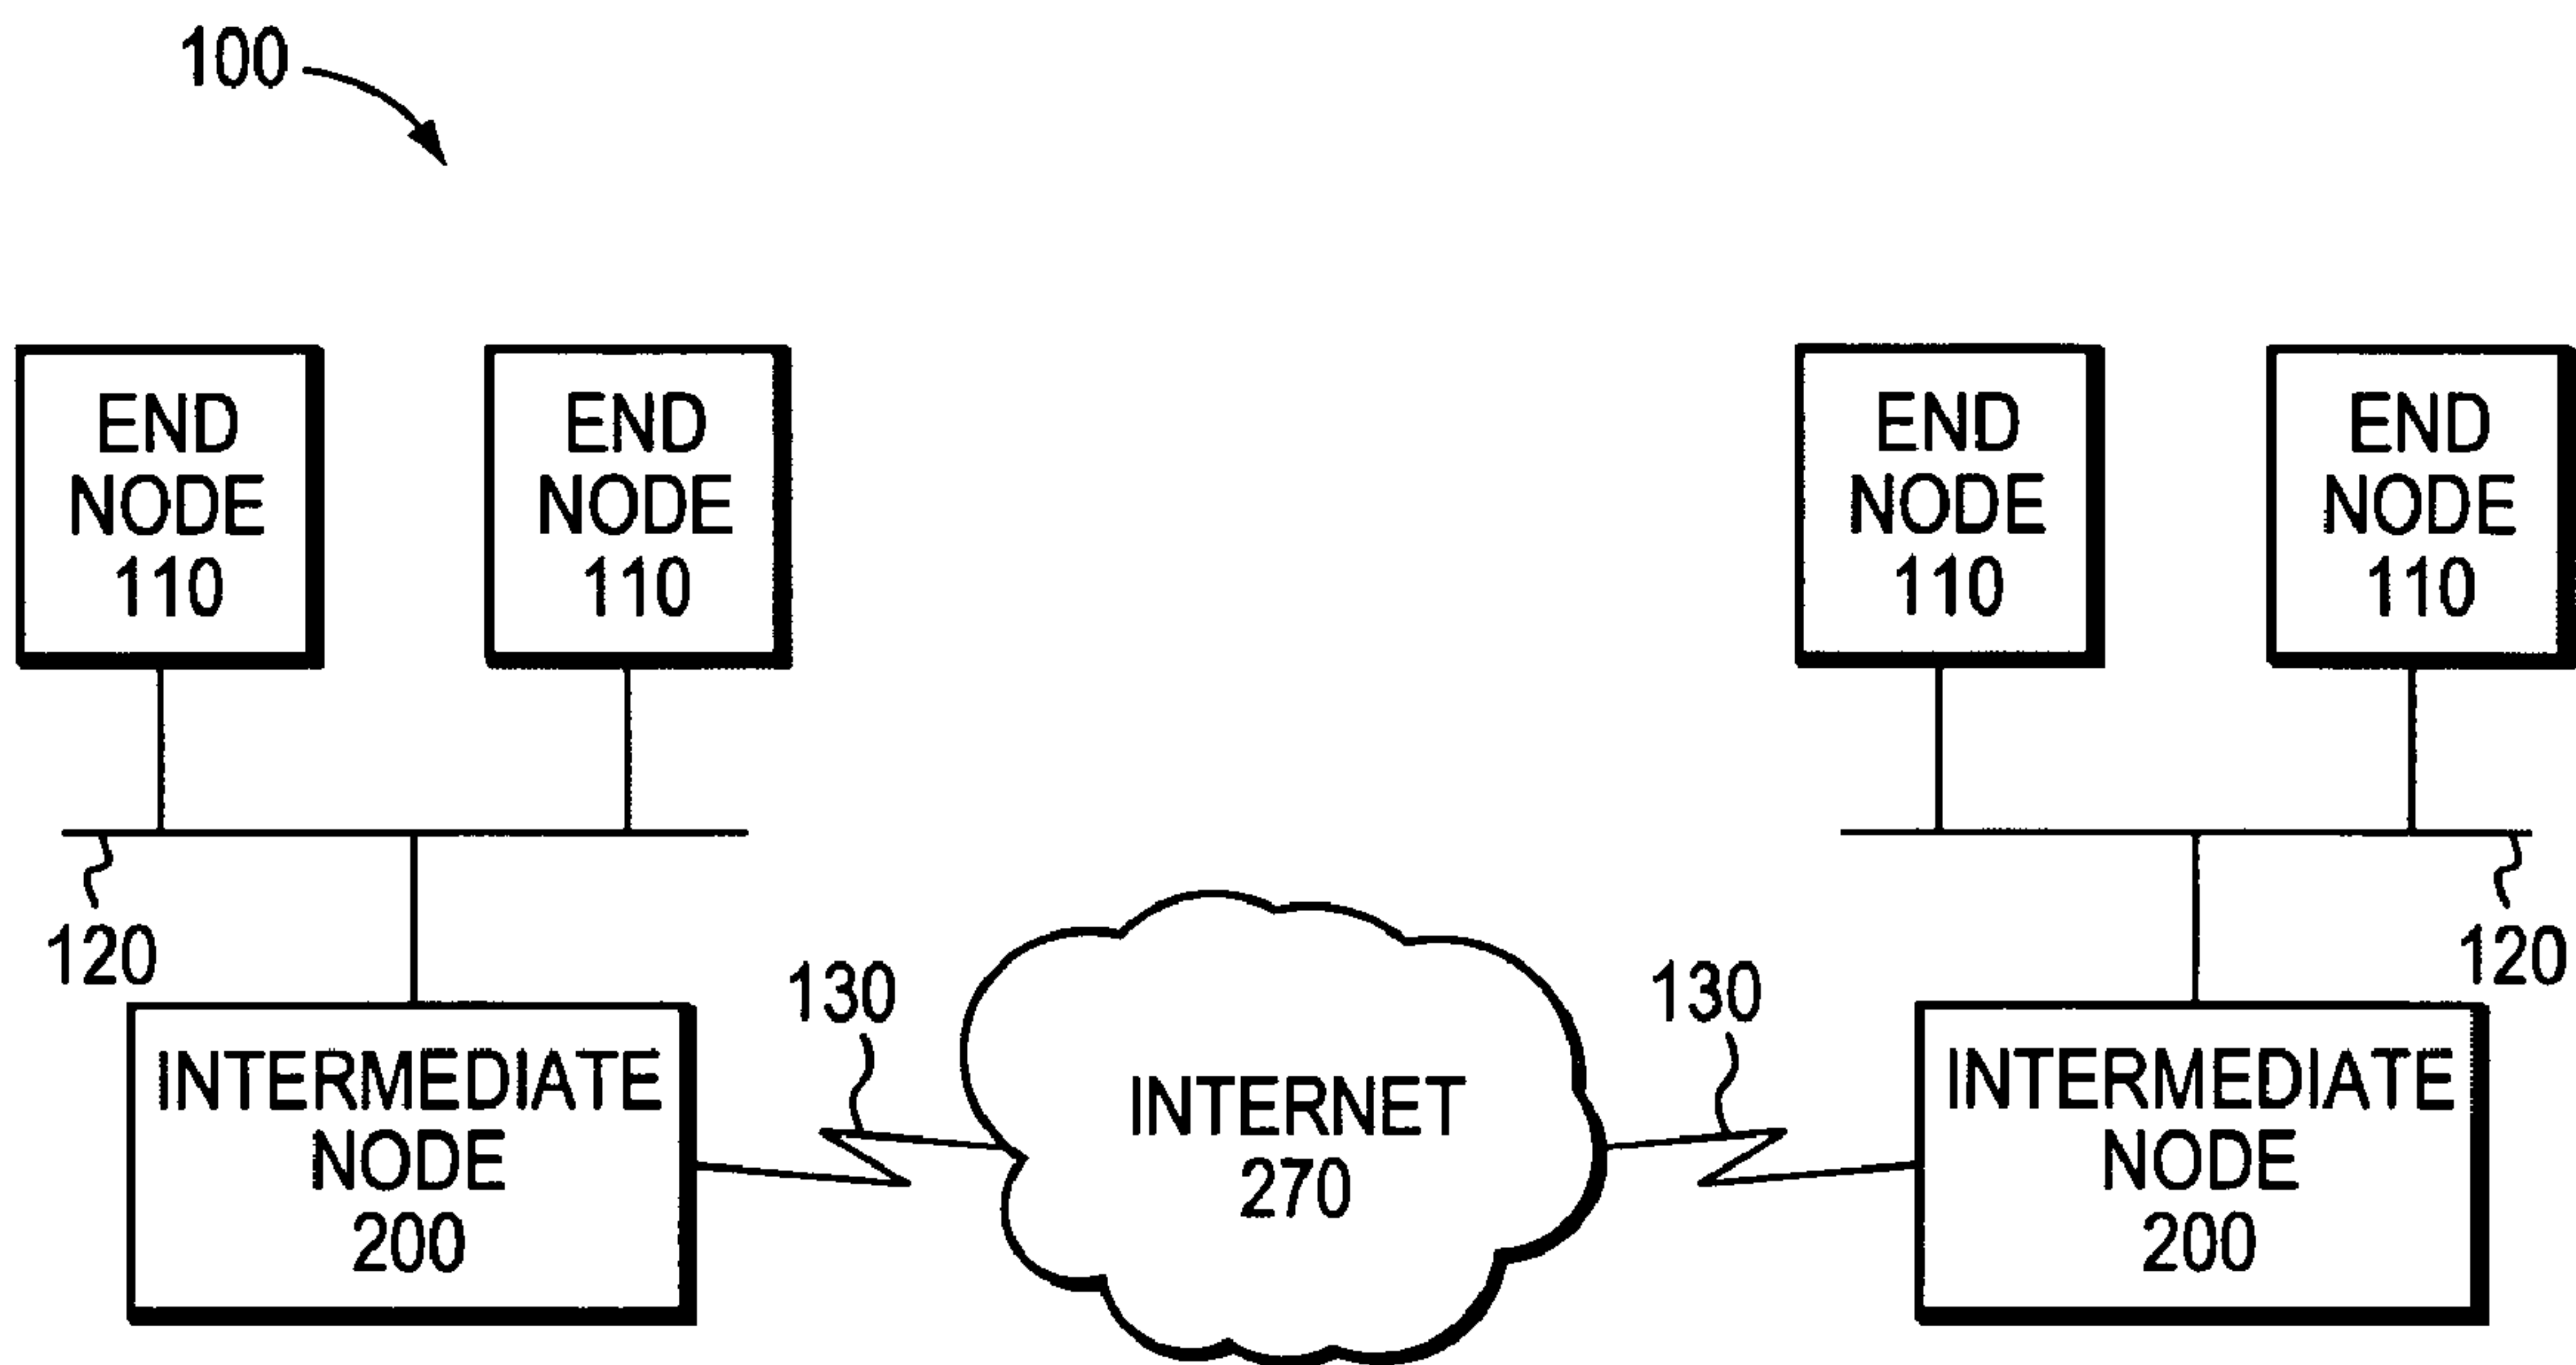 100
END
NODE
110
END
NODE
110
END
NODE
110
END
NODE
110
120
120
130
130
INTERMEDIATE
NODE
200
INTERNET
270
INTERMEDIATE
NODE
200